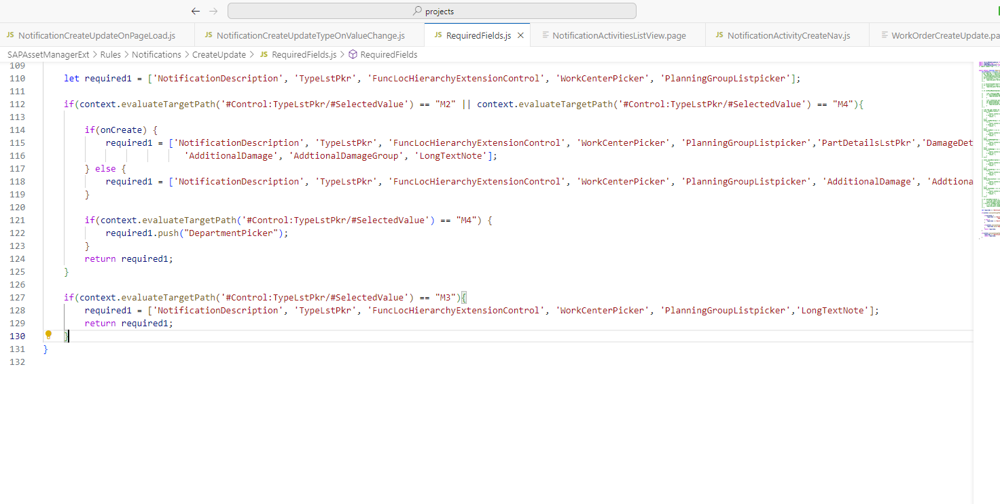 projects
JS NotificationCreateUpdateOnPageLoad.js JS NotificationCreateUpdateTypeOnValueChange.js JS RequiredFields.js NotificationActivitiesListView.page JS NotificationActivityCreateNav.js WorkOrderCreateUpdate.pa
SAPAssetManagerExt > Rules > Notifications > CreateUpdate > JS RequiredFields.js > RequiredFields
109
110 let required1 = ['NotificationDescription', 'TypeLstPkr', 'FuncLocHierarchyExtensionControl', 'WorkCenterPicker', 'PlanningGroupListpicker'];
111
112 if(context.evaluateTargetPath('#Control:TypeLstPkr/#SelectedValue') == "M2" || context.evaluateTargetPath('#Control:TypeLstPkr/#SelectedValue') == "M4"){
113
114 if(onCreate) {
115 required1 = ['NotificationDescription', 'TypeLstPkr', 'FuncLocHierarchyExtensionControl', 'WorkCenterPicker', 'PlanningGroupListpicker','PartDetailsLstPkr','DamageDet
116 'AdditionalDamage', 'AddtionalDamageGroup', 'LongTextNote'];
117 } else {
118 required1 = ['NotificationDescription', 'TypeLstPkr', 'FuncLocHierarchyExtensionControl', 'WorkCenterPicker', 'PlanningGroupListpicker', 'AdditionalDamage', 'Addtiona
119 }
120
121 if(context.evaluateTargetPath('#Control:TypeLstPkr/#SelectedValue') == "M4") {
122 required1.push("DepartmentPicker");
123 }
124 return required1;
125 }
126
127 if(context.evaluateTargetPath('#Control:TypeLstPkr/#SelectedValue') == "M3"){
128 required1 = ['NotificationDescription', 'TypeLstPkr', 'FuncLocHierarchyExtensionControl', 'WorkCenterPicker', 'PlanningGroupListpicker','LongTextNote'];
129 return required1;
130 }
131 }
132